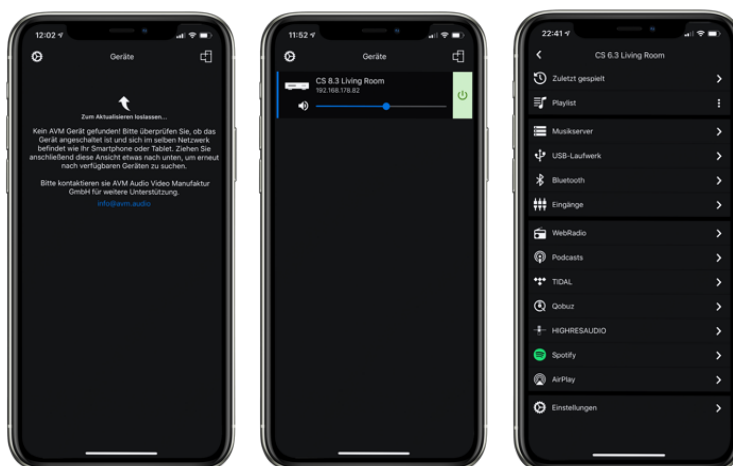 12:02
Geräte
Zum Aktualisieren loslassen...
Kein AVM Gerät gefunden! Bitte überprüfen Sie, ob das
Gerät angeschaltet ist und sich im selben Netzwerk
befindet wie Ihr Smartphone oder Tablet. Ziehen Sie
anschließend diese Ansicht etwas nach unten, um erneut
nach verfügbaren Geräten zu suchen.
Bitte kontaktieren sie AVM Audio Video Manufaktur
GmbH für weitere Unterstützung.
info@avm.audio
11:52
Geräte
CS 8.3 Living Room
192.168.178.82
22:41
CS 6.3 Living Room
Zuletzt gespielt
Playlist
Musikserver
USB-Laufwerk
Bluetooth
Eingänge
WebRadio
Podcasts
TIDAL
Qobuz
HIGHRESAUDIO
Spotify
AirPlay
Einstellungen